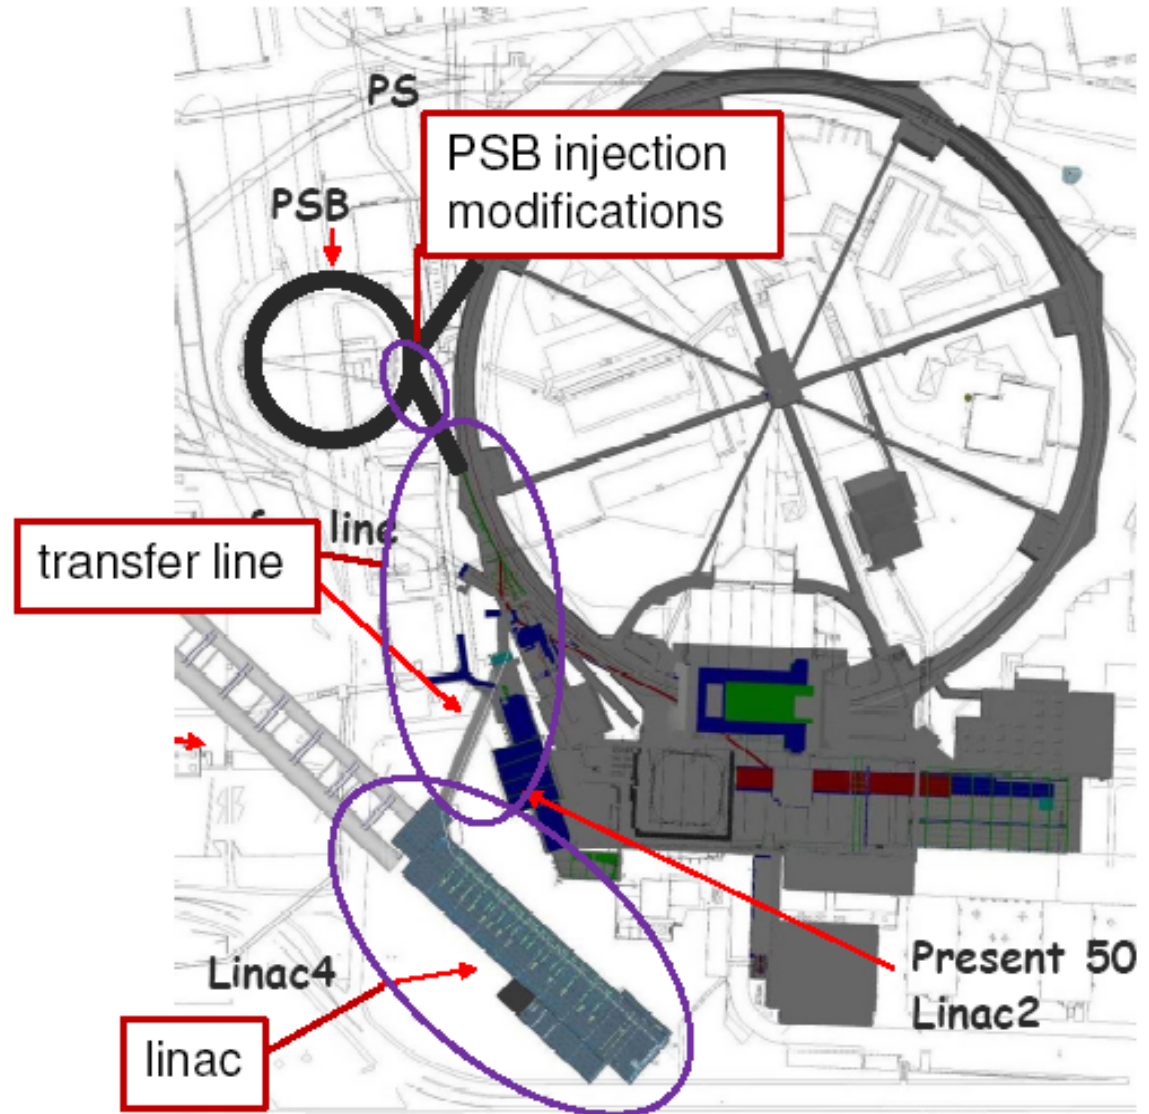 PS
PSB injection
modifications
PSB
line
transfer line
Linac4
linac
Present 50
Linac2